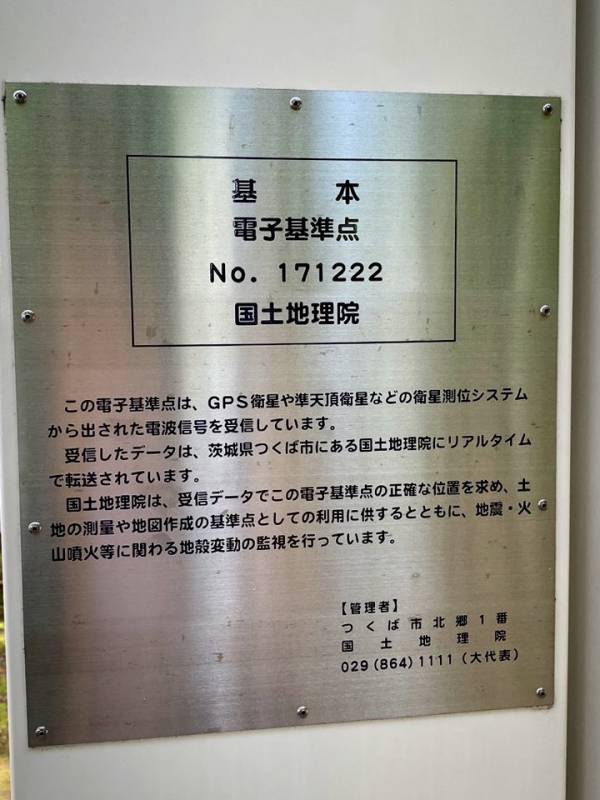 基　本
電子基準点
No. 171222
国土地理院
この電子基準点は、GPS衛星や準天頂衛星などの衛星測位システム
から出された電波信号を受信しています。
受信したデータは、茨城県つくば市にある国土地理院にリアルタイム
で転送されています。
国土地理院は、受信データでこの電子基準点の正確な位置を求め、土
地の測量や地図作成の基準点としての利用に供するとともに、地震・火
山噴火等に関わる地殻変動の監視を行っています。
【管理者】
つくば市北郷1番
国土地理院
029(864)1111(大代表)